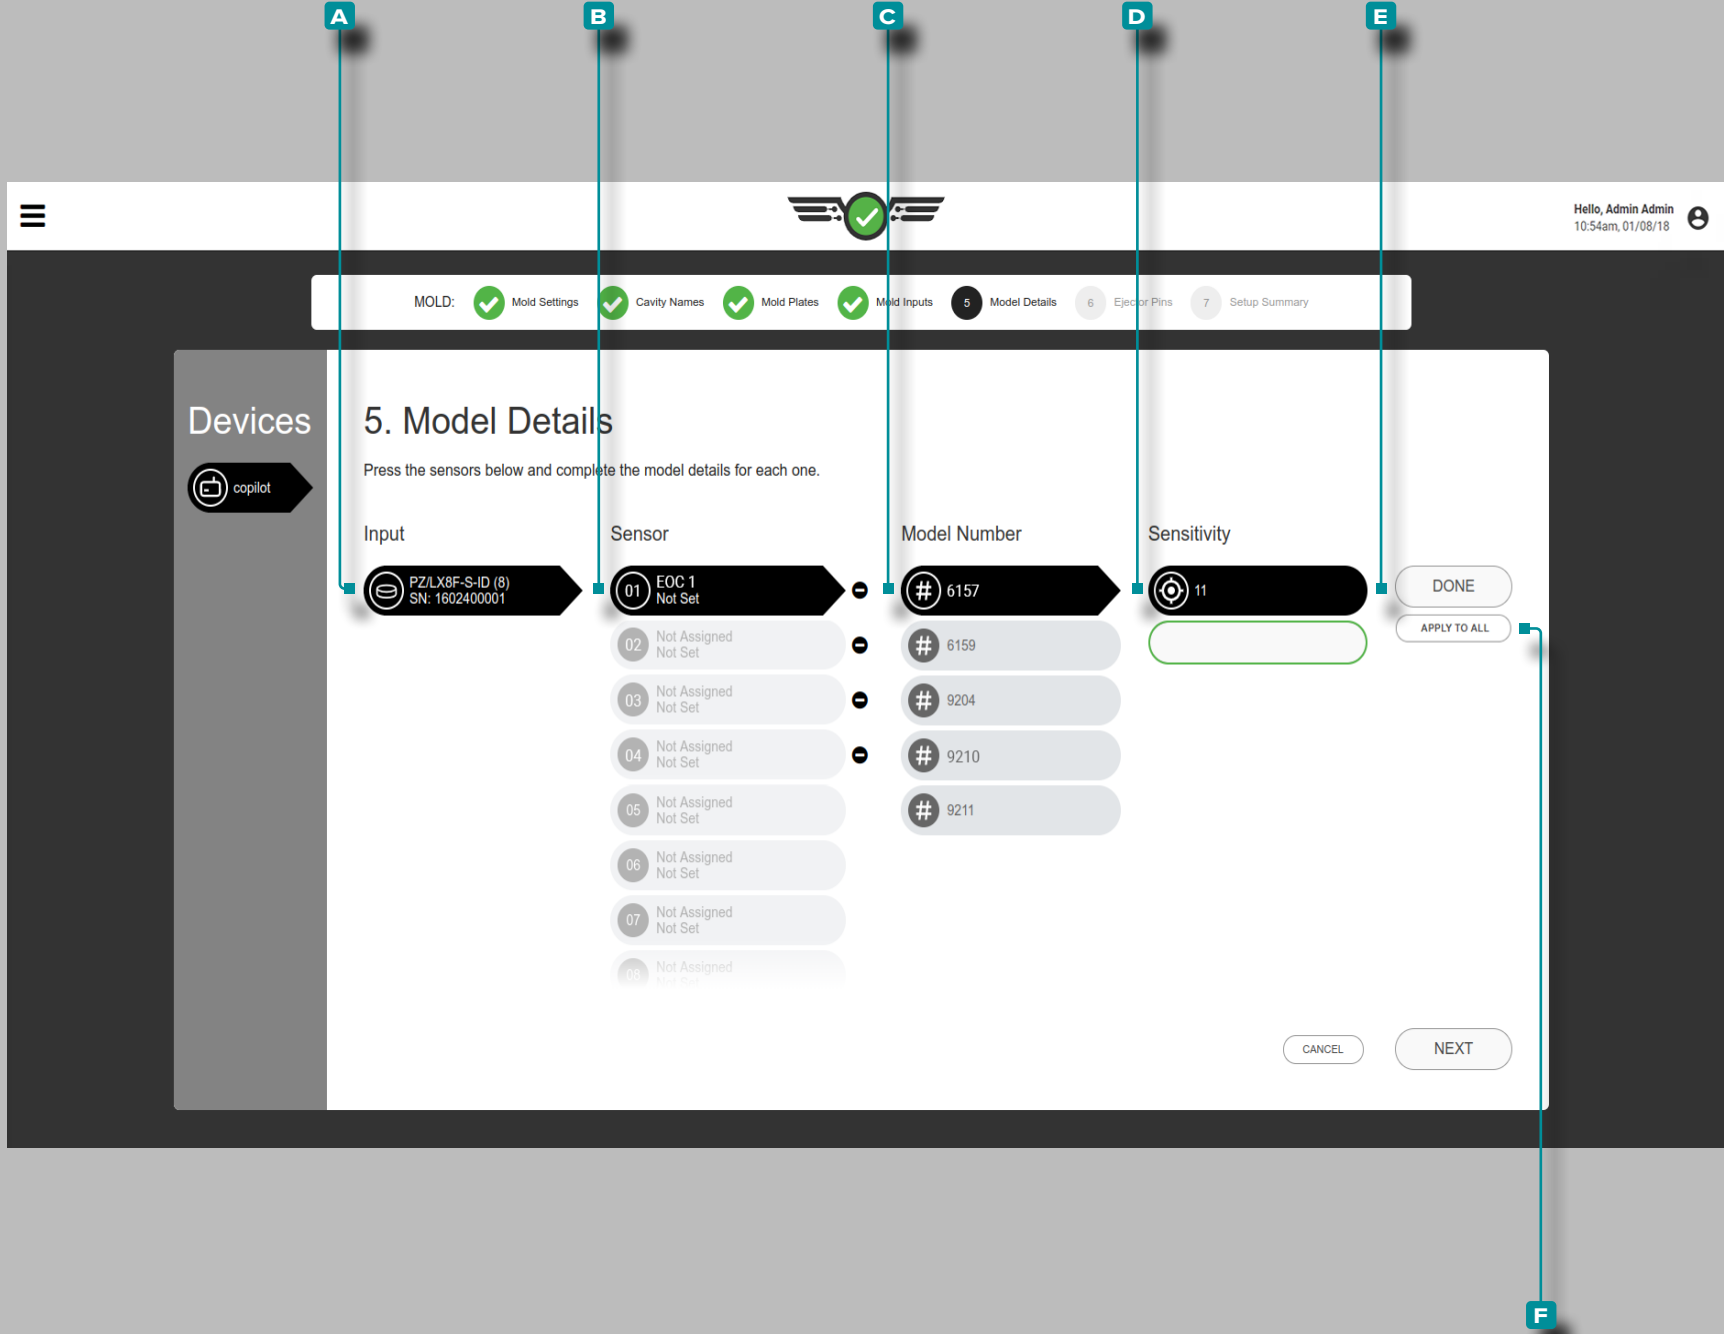 A
B
C
D
E
Hello, Admin Admin
10:54am, 01/08/18
MOLD: Mold Settings Cavity Names Mold Plates Mold Inputs 5 Model Details 6 Ejector Pins 7 Setup Summary
Devices
copilot
5. Model Details
Press the sensors below and complete the model details for each one.
Input
PZ/LX8F-S-ID (8)
SN: 1602400001
Sensor
01 EOC 1
Not Set
02 Not Assigned
Not Set
03 Not Assigned
Not Set
04 Not Assigned
Not Set
05 Not Assigned
Not Set
06 Not Assigned
Not Set
07 Not Assigned
Not Set
08 Not Assigned
Not Set
Model Number
# 6157
# 6159
# 9204
# 9210
# 9211
Sensitivity
11
DONE
APPLY TO ALL
CANCEL
NEXT
F